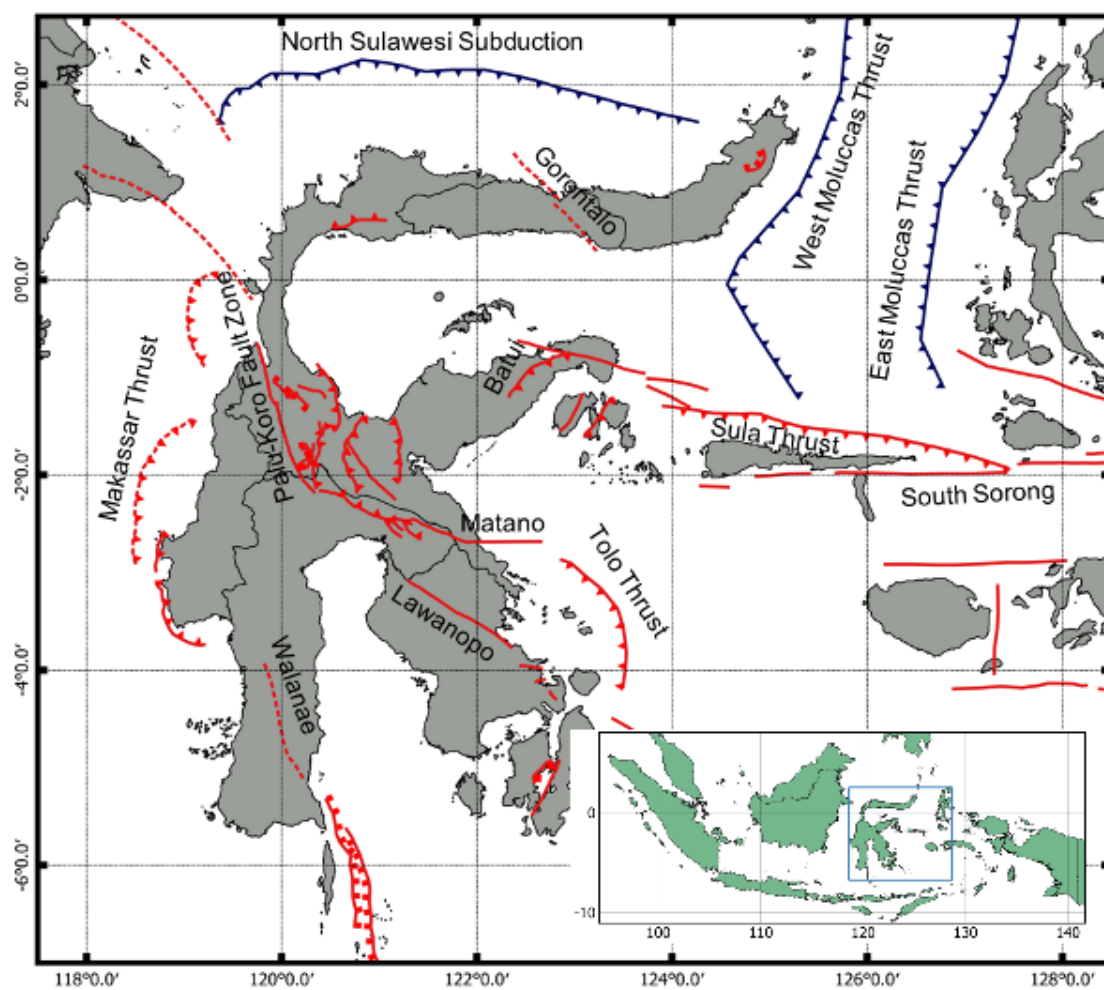 North Sulawesi Subduction
West Moluccas Thrust
East Moluccas Thrust
Gorontalo
Palu-Koro Fault Zone
Makassar Thrust
Batui
Sula Thrust
South Sorong
Matano
Tolo Thrust
Lawanopo
Walanae
2°0.0'
0°0.0'
-2°0.0'
-4°0.0'
-6°0.0'
118°0.0'
120°0.0'
122°0.0'
124°0.0'
126°0.0'
128°0.0'
0
-10
100
110
120
130
140